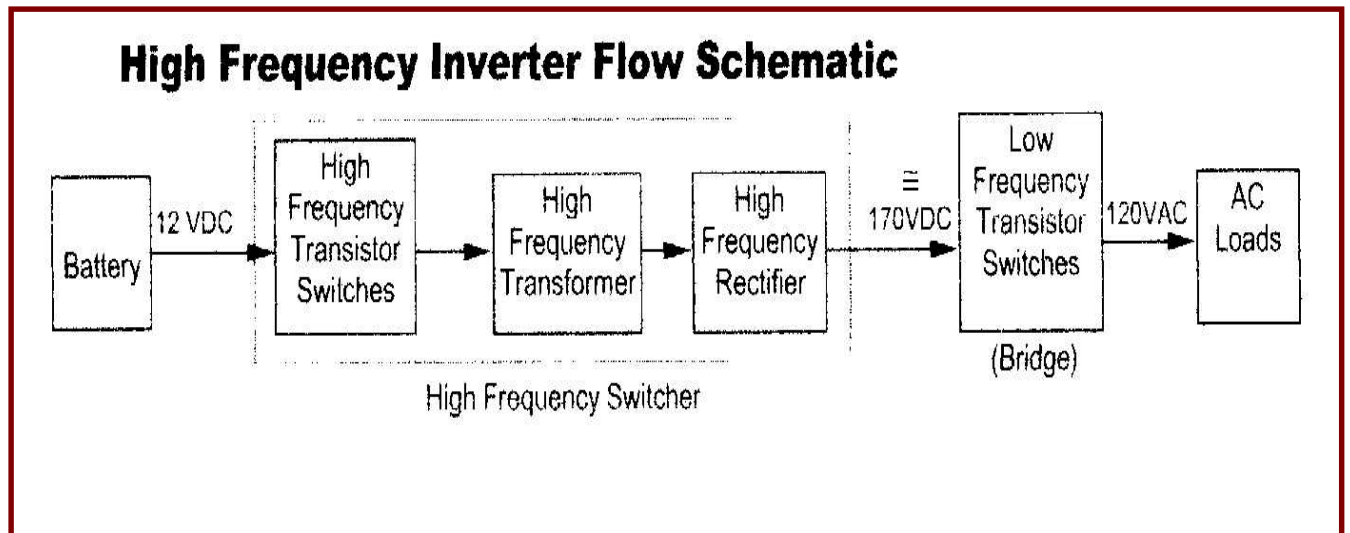 High Frequency Inverter Flow Schematic
Battery
12 VDC
High
Frequency
Transistor
Switches
High
Frequency
Transformer
High
Frequency
Rectifier
High Frequency Switcher
≅
170VDC
Low
Frequency
Transistor
Switches
(Bridge)
120VAC
AC
Loads